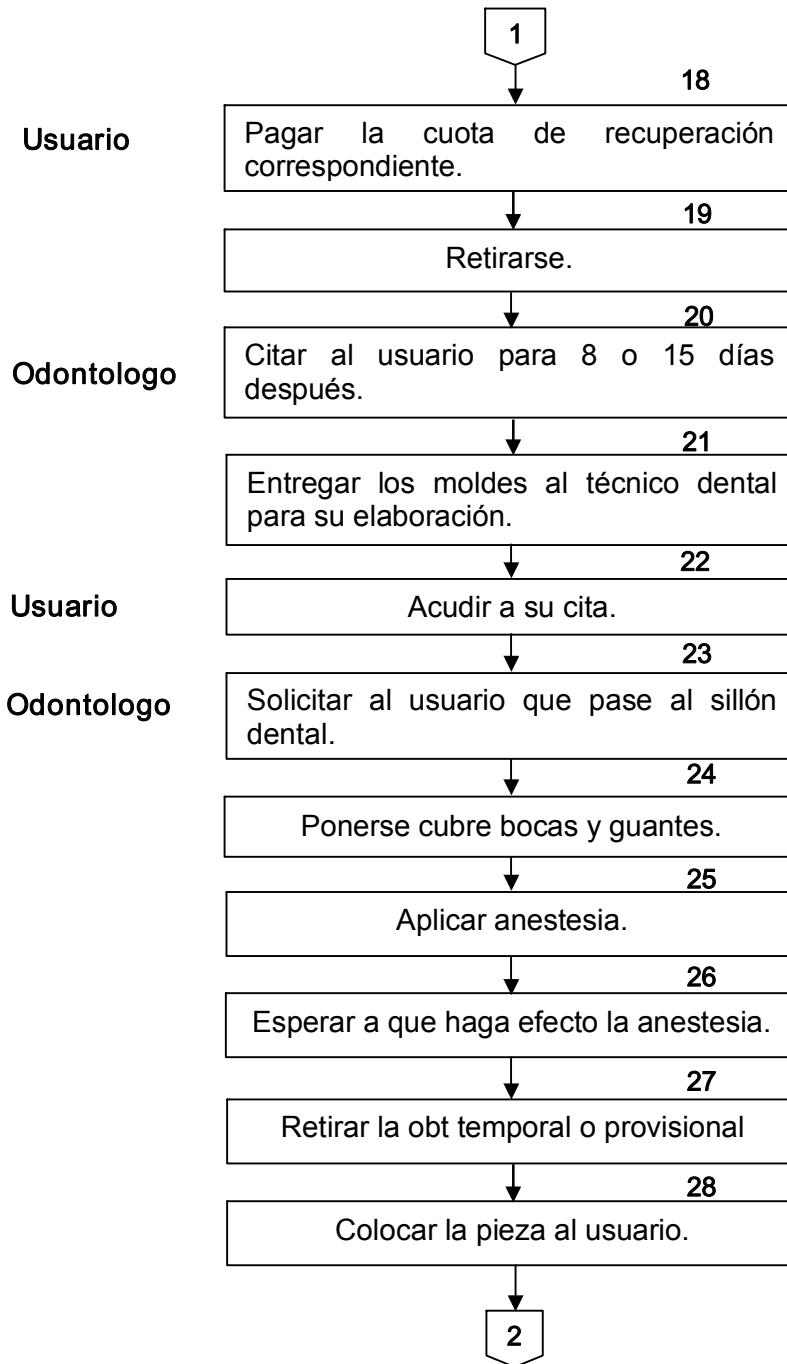 1
18
Usuario
Pagar la cuota de recuperación
correspondiente.
19
Retirarse.
20
Odontologo
Citar al usuario para 8 o 15 días
después.
21
Entregar los moldes al técnico dental
para su elaboración.
22
Usuario
Acudir a su cita.
23
Odontologo
Solicitar al usuario que pase al sillón
dental.
24
Ponerse cubre bocas y guantes.
25
Aplicar anestesia.
26
Esperar a que haga efecto la anestesia.
27
Retirar la obt temporal o provisional
28
Colocar la pieza al usuario.
2